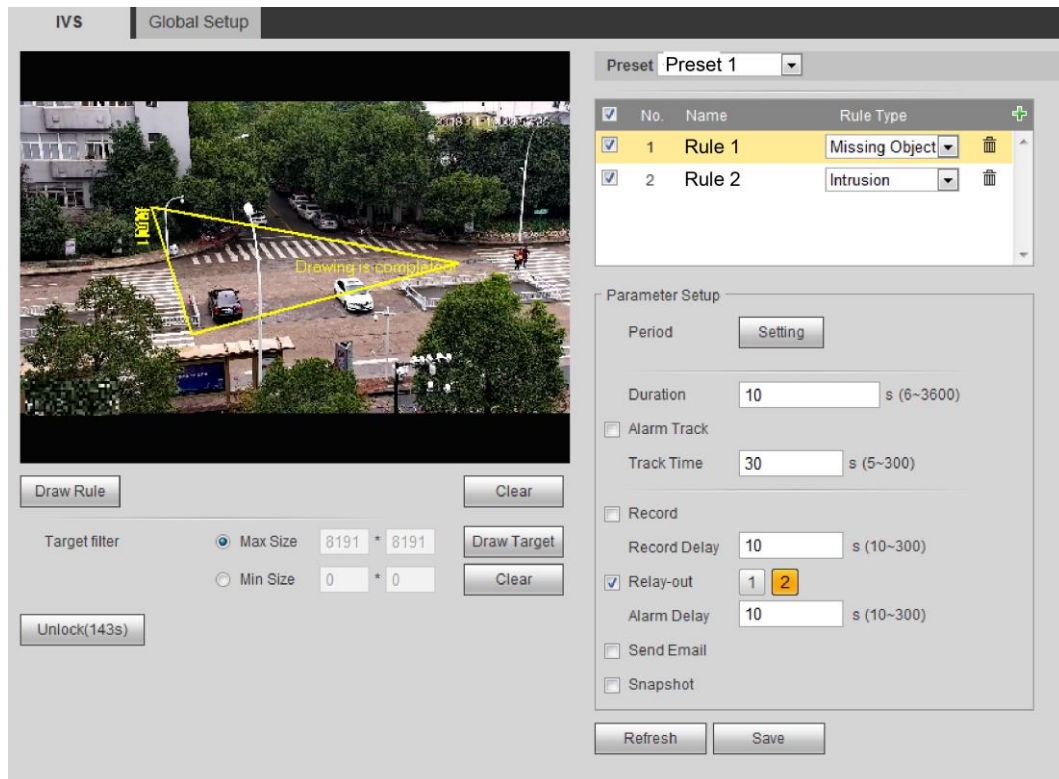 IVS Global Setup
Preset Preset 1
No. Name Rule Type
1 Rule 1 Missing Object
2 Rule 2 Intrusion
Drawing is completed!
Parameter Setup
Period Setting
Duration 10 s (6~3600)
Alarm Track
Track Time 30 s (5~300)
Record
Record Delay 10 s (10~300)
Relay-out 1 2
Alarm Delay 10 s (10~300)
Send Email
Snapshot
Refresh Save
Draw Rule Clear
Target filter Max Size 8191 * 8191 Draw Target
Min Size 0 * 0 Clear
Unlock(143s)